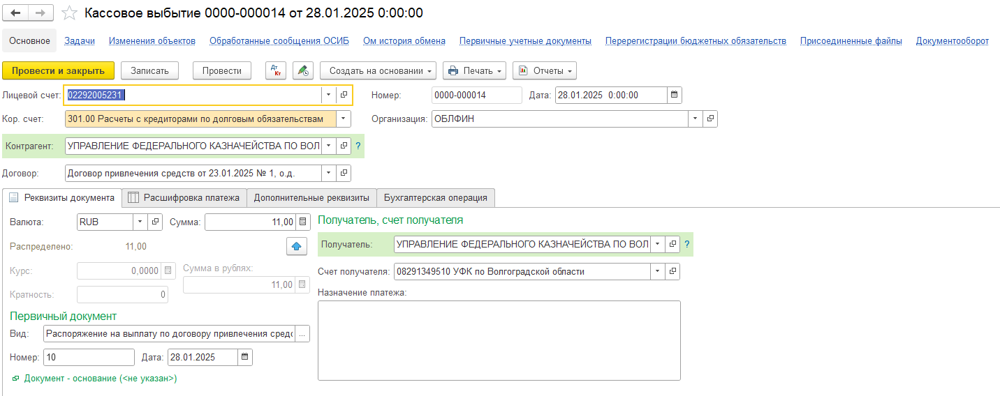 Кассовое выбытие 0000-000014 от 28.01.2025 0:00:00
Основное Задачи Изменения объектов Обработанные сообщения ОСИБ Ом история обмена Первичные учетные документы Перерегистрации бюджетных обязательств Присоединенные файлы Документооборот
Провести и закрыть Записать Провести Дт Кт Создать на основании Печать Отчеты
Лицевой счет: 02292005231 Номер: 0000-000014 Дата: 28.01.2025 0:00:00
Кор. счет: 301.00 Расчеты с кредиторами по долговым обязательствам Организация: ОБЛФИН
Контрагент: УПРАВЛЕНИЕ ФЕДЕРАЛЬНОГО КАЗНАЧЕЙСТВА ПО ВОЛ ?
Договор: Договор привлечения средств от 23.01.2025 № 1, о.д.
Реквизиты документа Расшифровка платежа Дополнительные реквизиты Бухгалтерская операция
Валюта: RUB Сумма: 11,00 Получатель, счет получателя
Распределено: 11,00 Получатель: УПРАВЛЕНИЕ ФЕДЕРАЛЬНОГО КАЗНАЧЕЙСТВА ПО ВОЛ ?
Курс: 0,0000 Сумма в рублях: Счет получателя: 08291349510 УФК по Волгоградской области
11,00
Кратность: 0 Назначение платежа:
Первичный документ
Вид: Распоряжение на выплату по договору привлечения средс ...
Номер: 10 Дата: 28.01.2025
Документ - основание (<не указан>)